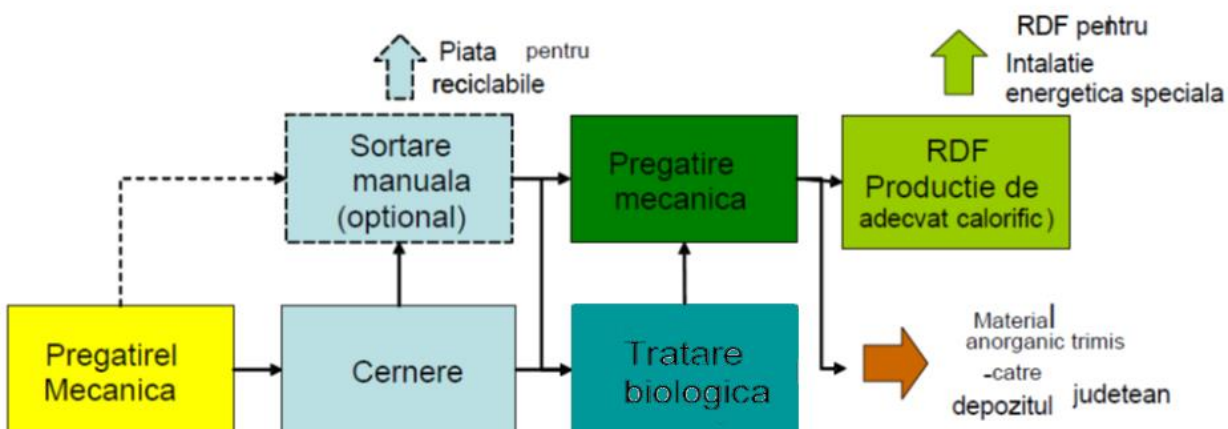 Piata pentru
reciclabile
RDF pentru
Intalatie
energetica speciala
Sortare
manuala
(optional)
Pregatire
mecanica
RDF
Productie de
adecvat calorific)
Pregatirel
Mecanica
Cernere
Tratare
biologica
Material
anorganic trimis
-catre
depozitul judetean